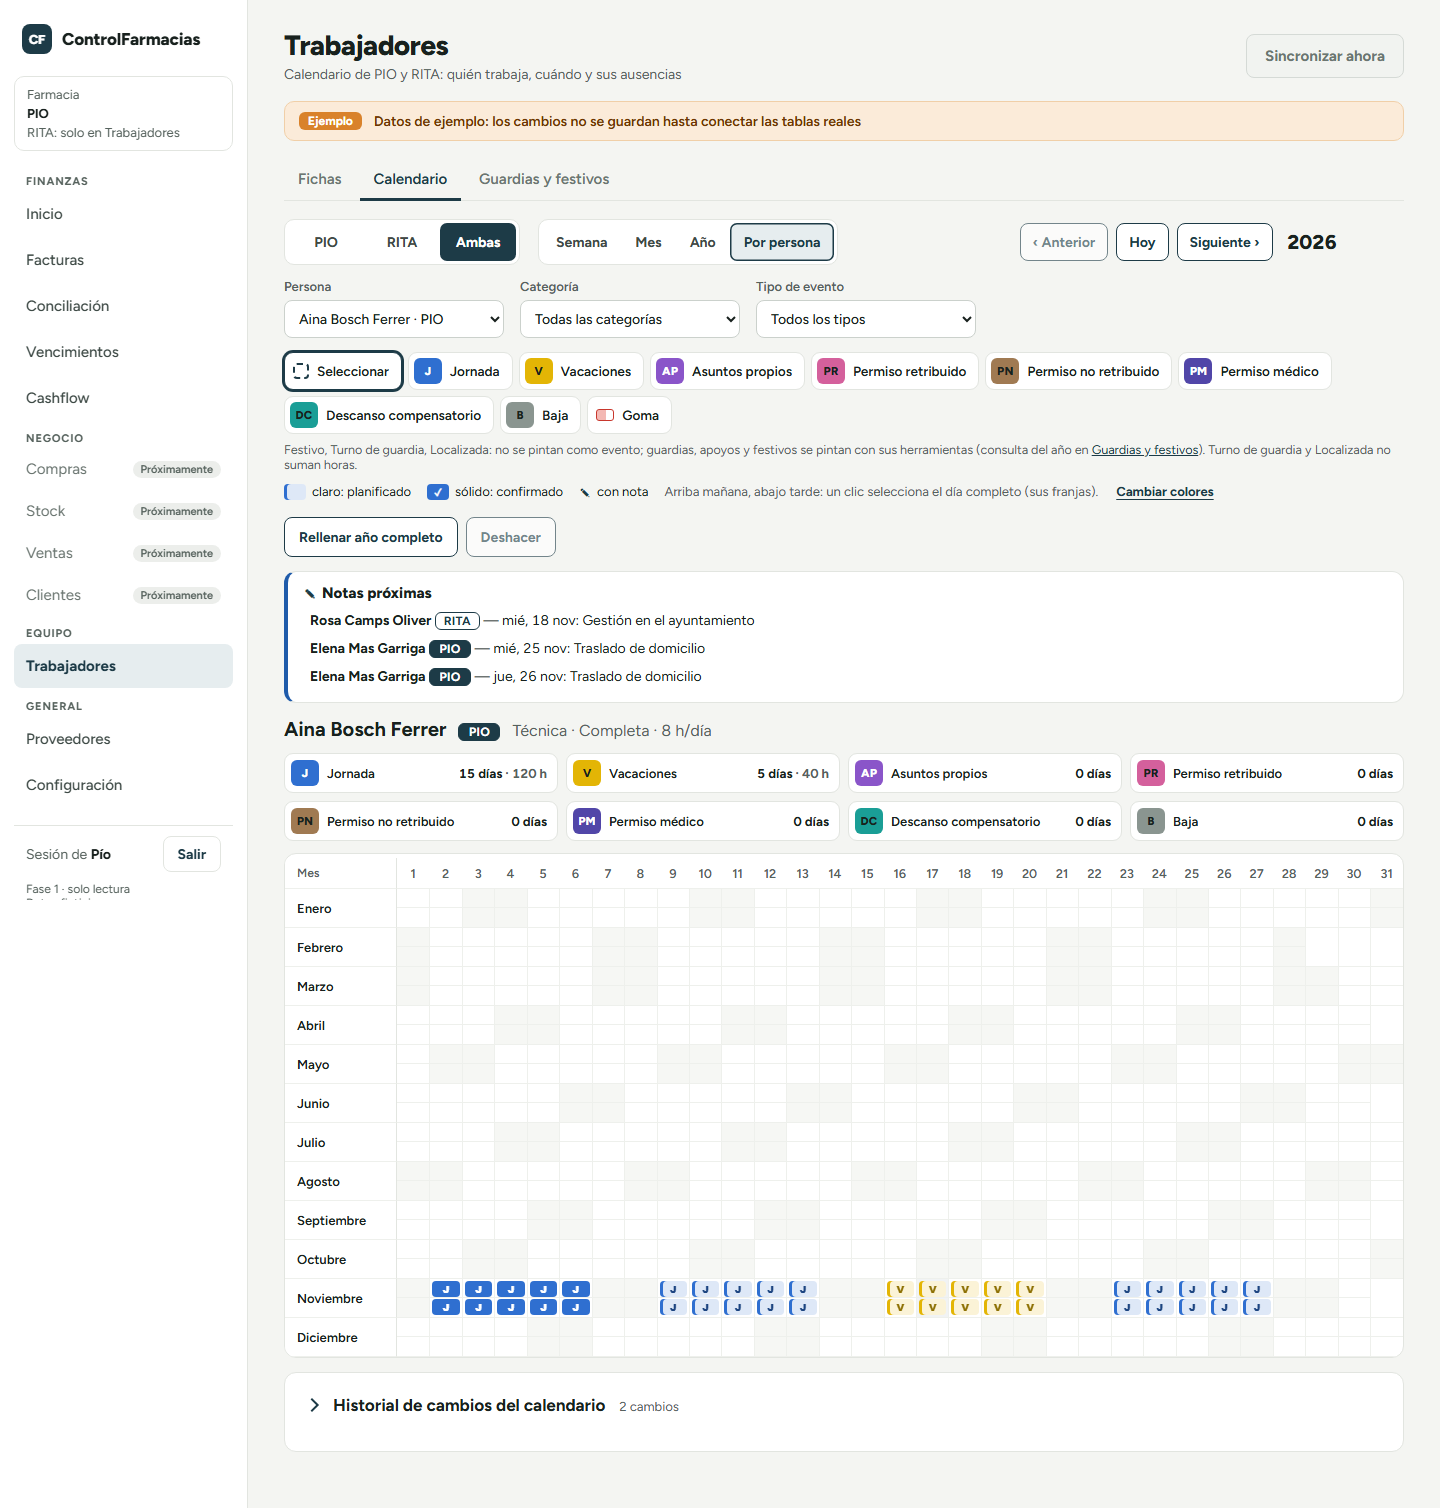 CF ControlFarmacias
Farmacia
PIO
RITA: solo en Trabajadores
FINANZAS
Inicio
Facturas
Conciliación
Vencimientos
Cashflow
NEGOCIO
Compras Próximamente
Stock Próximamente
Ventas Próximamente
Clientes Próximamente
EQUIPO
Trabajadores
GENERAL
Proveedores
Configuración
Sesión de Pío Salir
Fase 1 · solo lectura
Trabajadores
Calendario de PIO y RITA: quién trabaja, cuándo y sus ausencias
Sincronizar ahora
Ejemplo Datos de ejemplo: los cambios no se guardan hasta conectar las tablas reales
Fichas Calendario Guardias y festivos
PIO RITA Ambas Semana Mes Año Por persona ‹ Anterior Hoy Siguiente › 2026
Persona Categoría Tipo de evento
Aina Bosch Ferrer · PIO Todas las categorías Todos los tipos
Seleccionar J Jornada V Vacaciones AP Asuntos propios PR Permiso retribuido PN Permiso no retribuido PM Permiso médico
DC Descanso compensatorio B Baja Goma
Festivo, Turno de guardia, Localizada: no se pintan como evento; guardias, apoyos y festivos se pintan con sus herramientas (consulta del año en Guardias y festivos). Turno de guardia y Localizada no
suman horas.
claro: planificado ✓ sólido: confirmado con nota Arriba mañana, abajo tarde: un clic selecciona el día completo (sus franjas). Cambiar colores
Rellenar año completo Deshacer
Notas próximas
Rosa Camps Oliver RITA — mié, 18 nov: Gestión en el ayuntamiento
Elena Mas Garriga PIO — mié, 25 nov: Traslado de domicilio
Elena Mas Garriga PIO — jue, 26 nov: Traslado de domicilio
Aina Bosch Ferrer PIO Técnica · Completa · 8 h/día
J Jornada 15 días · 120 h V Vacaciones 5 días · 40 h AP Asuntos propios 0 días PR Permiso retribuido 0 días
PN Permiso no retribuido 0 días PM Permiso médico 0 días DC Descanso compensatorio 0 días B Baja 0 días
Mes 1 2 3 4 5 6 7 8 9 10 11 12 13 14 15 16 17 18 19 20 21 22 23 24 25 26 27 28 29 30 31
Enero
Febrero
Marzo
Abril
Mayo
Junio
Julio
Agosto
Septiembre
Octubre
J J J J J J J J J J V V V V V J J J J J
Noviembre
J J J J J J J J J J V V V V V J J J J J
Diciembre
Historial de cambios del calendario 2 cambios